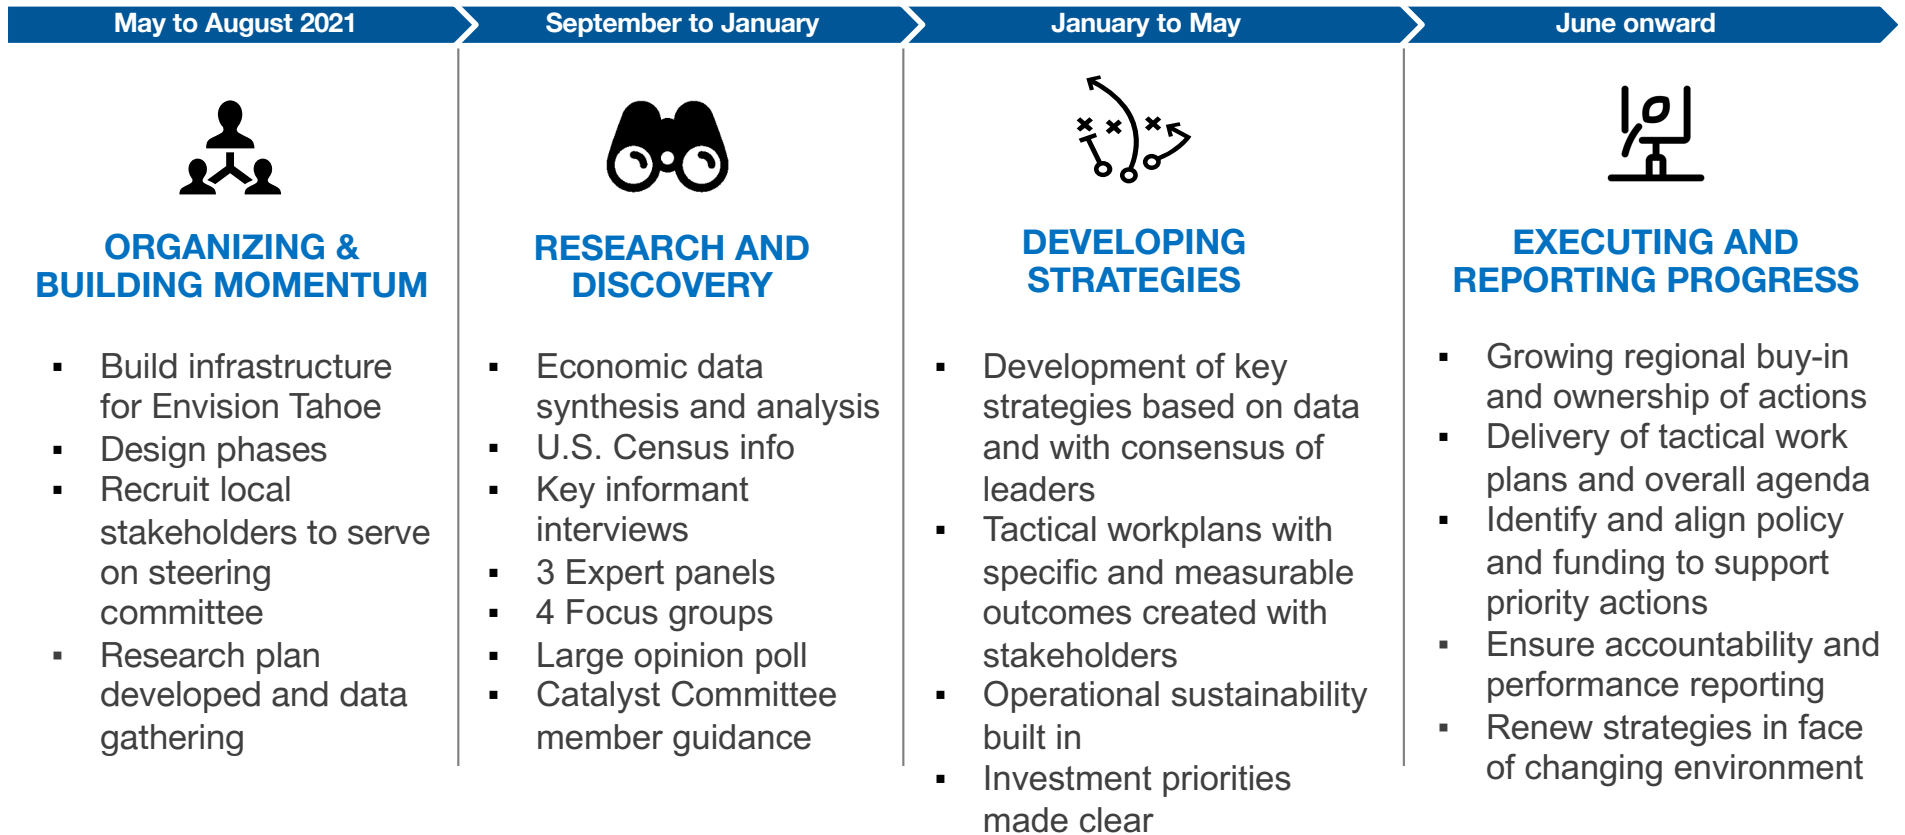 May to August 2021
September to January
January to May
June onward
ORGANIZING &
BUILDING MOMENTUM
▪ Build infrastructure
for Envision Tahoe
▪ Design phases
▪ Recruit local
stakeholders to serve
on steering
committee
▪ Research plan
developed and data
gathering
RESEARCH AND
DISCOVERY
▪ Economic data
synthesis and analysis
▪ U.S. Census info
▪ Key informant
interviews
▪ 3 Expert panels
▪ 4 Focus groups
▪ Large opinion poll
▪ Catalyst Committee
member guidance
DEVELOPING
STRATEGIES
▪ Development of key
strategies based on data
and with consensus of
leaders
▪ Tactical workplans with
specific and measurable
outcomes created with
stakeholders
▪ Operational sustainability
built in
▪ Investment priorities
made clear
EXECUTING AND
REPORTING PROGRESS
▪ Growing regional buy-in
and ownership of actions
▪ Delivery of tactical work
plans and overall agenda
▪ Identify and align policy
and funding to support
priority actions
▪ Ensure accountability and
performance reporting
▪ Renew strategies in face
of changing environment